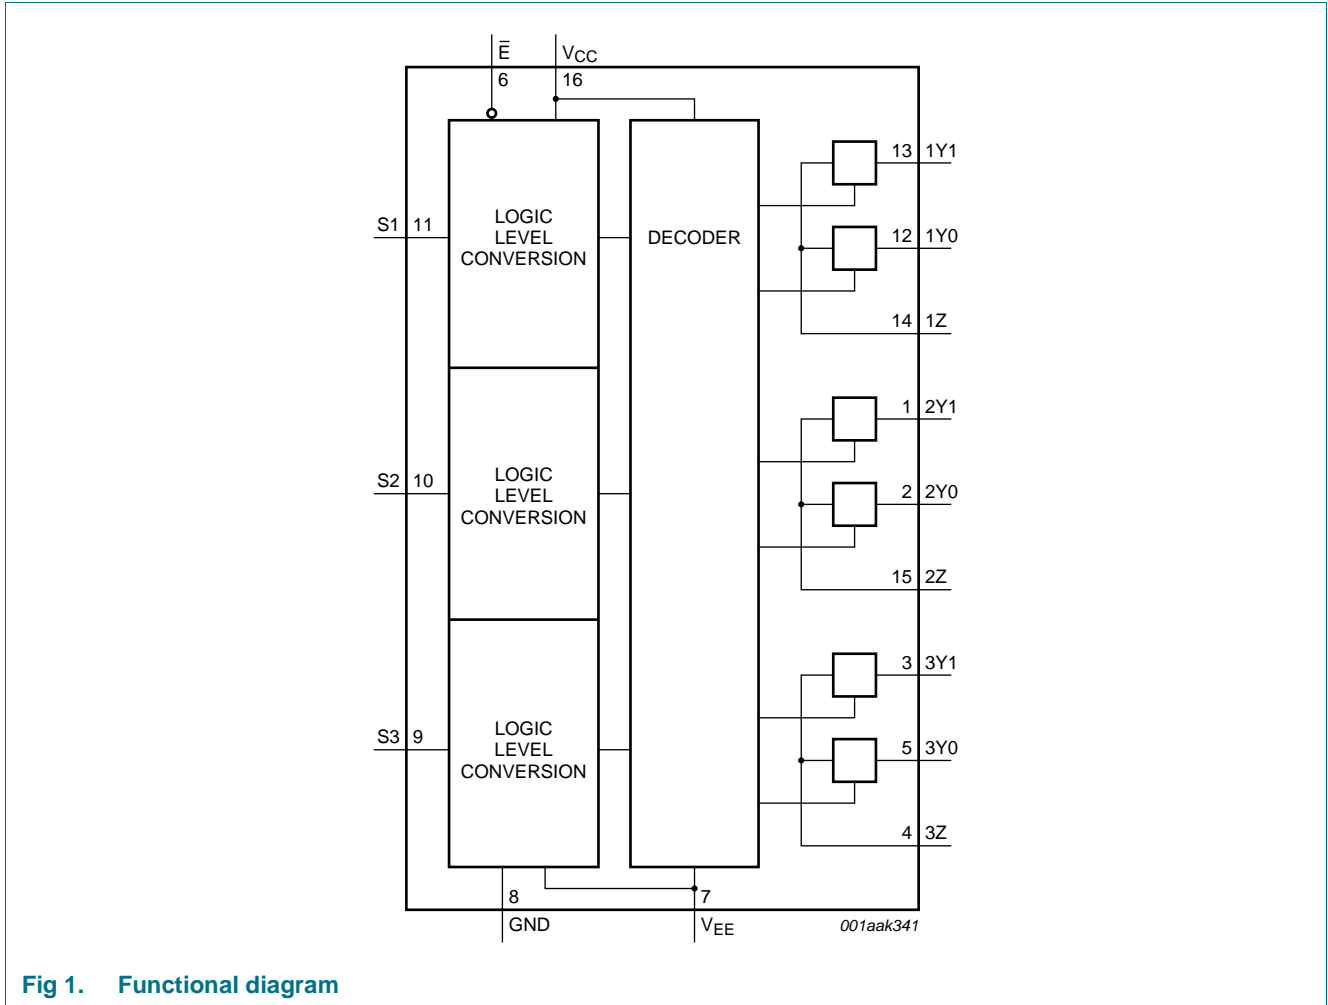 E̅ VCC
6 16
13 1Y1
S1 11
LOGIC
LEVEL
CONVERSION
DECODER
12 1Y0
14 1Z
1 2Y1
S2 10
LOGIC
LEVEL
CONVERSION
2 2Y0
15 2Z
3 3Y1
S3 9
LOGIC
LEVEL
CONVERSION
5 3Y0
4 3Z
8 7
GND VEE 001aak341
Fig 1. Functional diagram